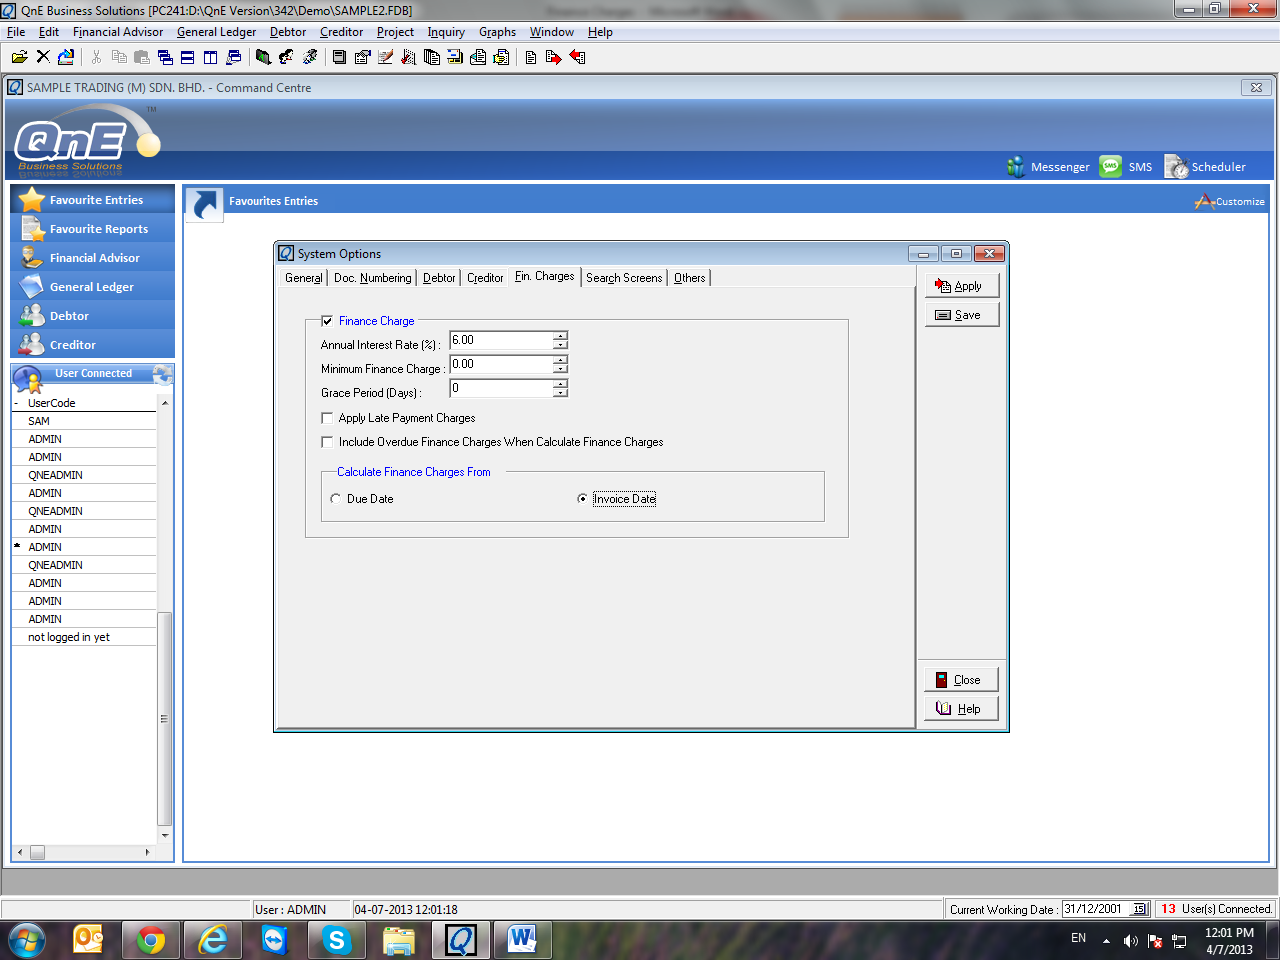 QnE Business Solutions [PC241:D:\QnE Version\342\Demo\SAMPLE2.FDB]
File Edit Financial Advisor General Ledger Debtor Creditor Project Inquiry Graphs Window Help
SAMPLE TRADING (M) SDN. BHD. - Command Centre
QnE TM
Business Solutions
Messenger SMS Scheduler
Favourite Entries
Favourite Reports
Financial Advisor
General Ledger
Debtor
Creditor
User Connected
UserCode
SAM
ADMIN
ADMIN
QNEADMIN
ADMIN
QNEADMIN
ADMIN
* ADMIN
QNEADMIN
ADMIN
ADMIN
ADMIN
not logged in yet
Favourites Entries
Customize
System Options
General Doc. Numbering Debtor Creditor Fin. Charges Search Screens Others
Finance Charge
Annual Interest Rate (%) : 6.00
Minimum Finance Charge : 0.00
Grace Period (Days) : 0
Apply Late Payment Charges
Include Overdue Finance Charges When Calculate Finance Charges
Calculate Finance Charges From
Due Date Invoice Date
Apply
Save
Close
Help
User : ADMIN 04-07-2013 12:01:18 Current Working Date : 31/12/2001 15 13 User(s) Connected.
EN 12:01 PM
4/7/2013